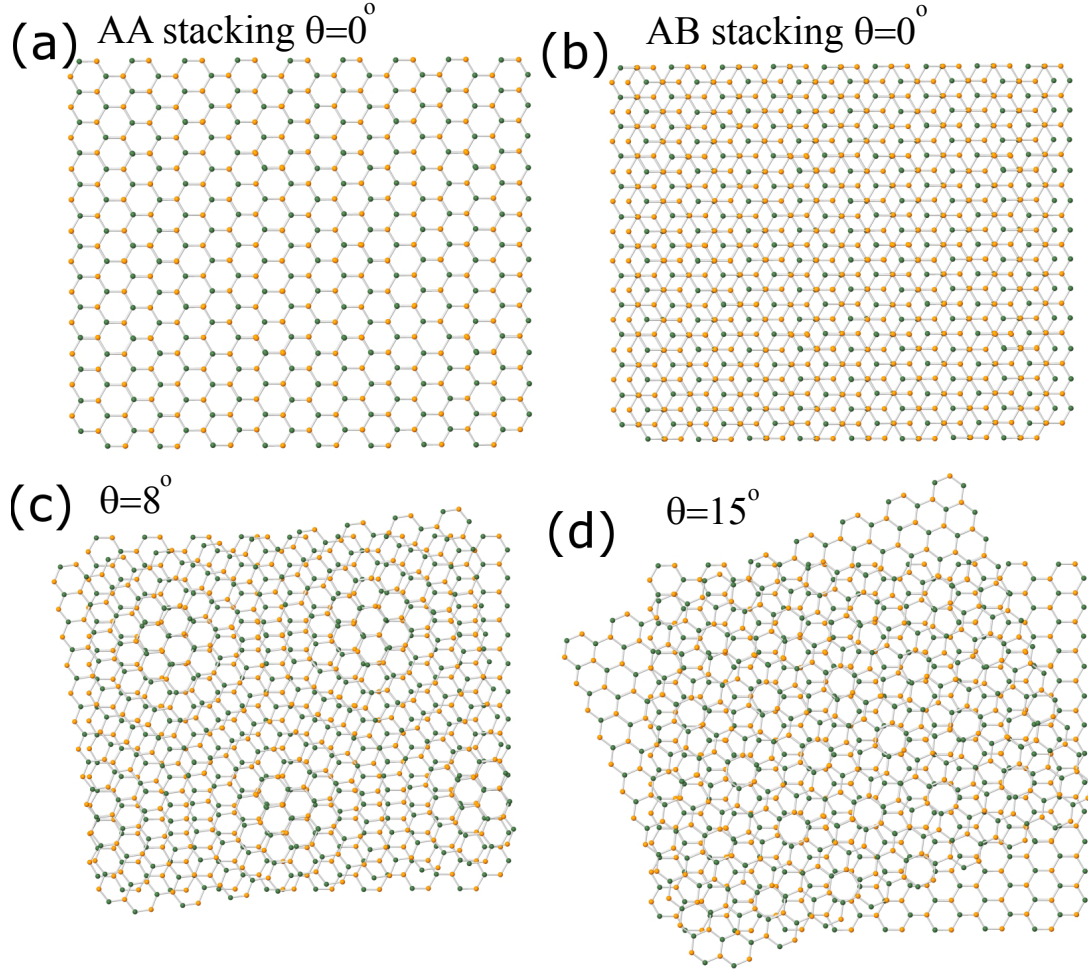 (a) AA stacking θ=0°
(b) AB stacking θ=0°
(c) θ=8°
(d) θ=15°